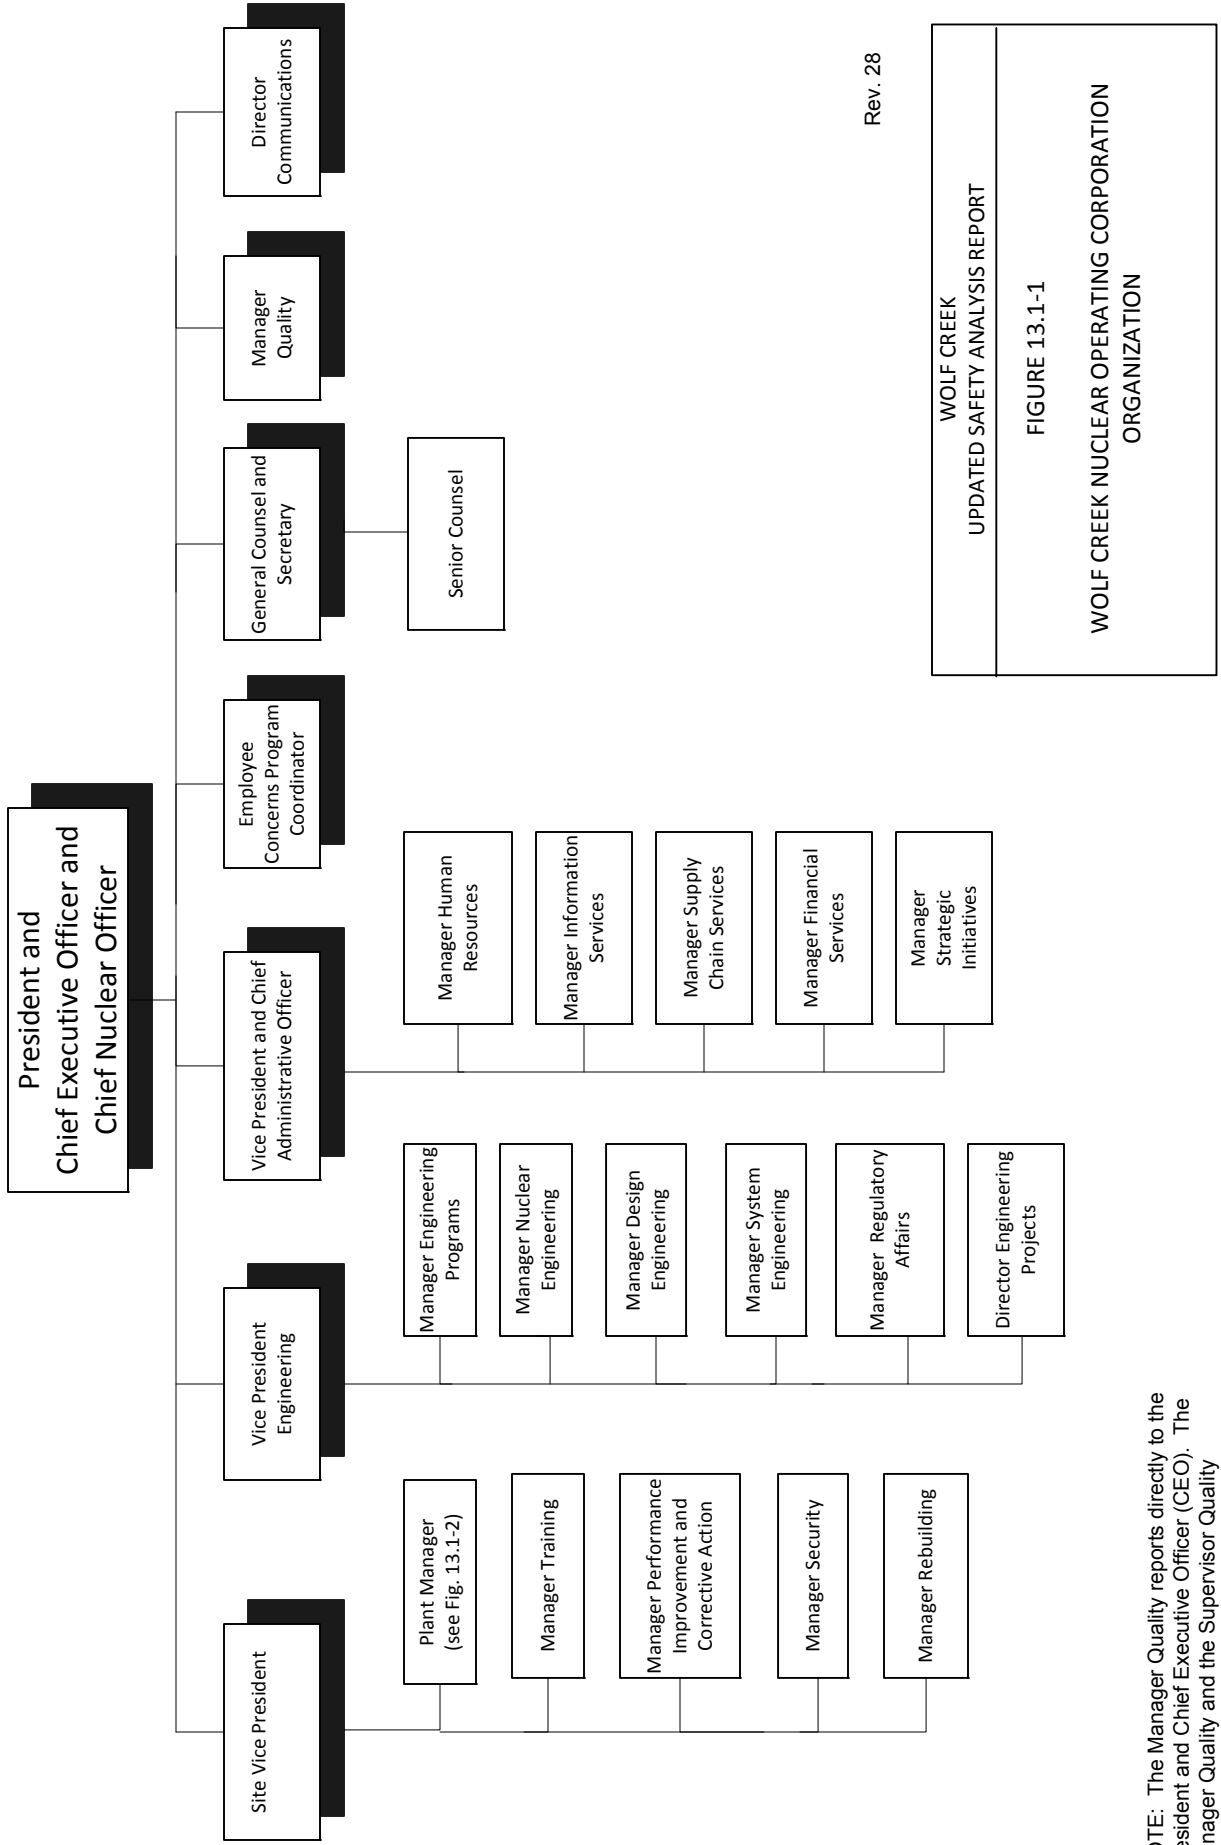 President and
Chief Executive Officer and
Chief Nuclear Officer
Site Vice President
Vice President
Engineering
Vice President and Chief
Administrative Officer
Employee
Concerns Program
Coordinator
General Counsel and
Secretary
Manager
Quality
Director
Communications
Plant Manager
(see Fig. 13.1-2)
Manager Training
Manager Performance
Improvement and
Corrective Action
Manager Security
Manager Rebuilding
Manager Engineering
Programs
Manager Nuclear
Engineering
Manager Design
Engineering
Manager System
Engineering
Manager Regulatory
Affairs
Director Engineering
Projects
Manager Human
Resources
Manager Information
Services
Manager Supply
Chain Services
Manager Financial
Services
Manager
Strategic
Initiatives
Senior Counsel
Rev. 28
WOLF CREEK
UPDATED SAFETY ANALYSIS REPORT
FIGURE 13.1-1
WOLF CREEK NUCLEAR OPERATING CORPORATION
ORGANIZATION
The Manager Quality reports directly to the
and Chief Executive Officer (CEO). The
Quality and the Supervisor Quality